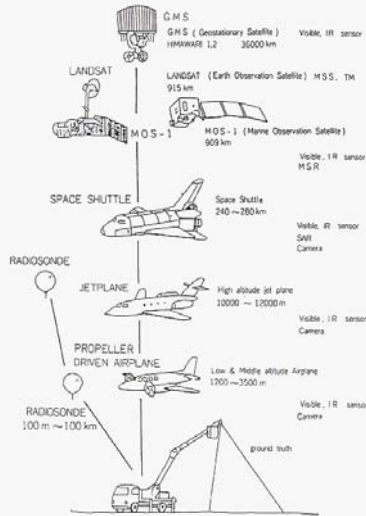 GMS
GMS (Geostationary Satellite)
HIMAWARI 1,2 36000 km
Visible, IR sensor
LANDSAT
LANDSAT (Earth Observation Satellite) MSS, TM
915 km
MOS-1
MOS-1 (Marine Observation Satellite)
909 km
Visible, IR sensor
MSR
SPACE SHUTTLE
Space Shuttle
240~280 km
Visible, IR sensor
SAR
Camera
RADIOSONDE
JETPLANE
High altitude jet plane
10000 ~ 12000 m
Visible, IR sensor
Camera
PROPELLER
DRIVEN AIRPLANE
Low & Middle altitude Airplane
1200~3500 m
Visible, IR sensor
Camera
RADIOSONDE
100 m ~ 100 km
ground truth